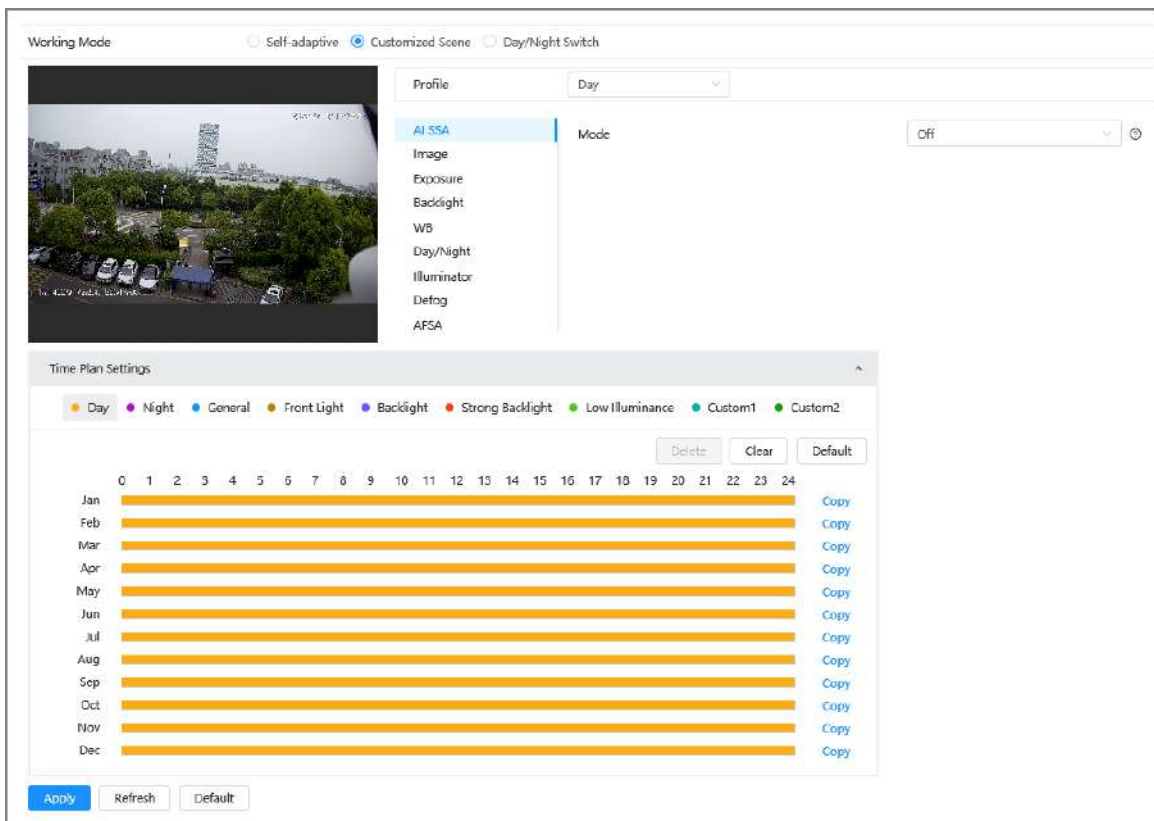 Working Mode Self-adaptive Customized Scene Day/Night Switch
Profile Day
AI SSA
Mode Off
Image
Exposure
Backlight
WB
Day/Night
Illuminator
Defog
AFSA
Time Plan Settings
Day Night General Front Light Backlight Strong Backlight Low Illuminance Custom1 Custom2
Delete Clear Default
0 1 2 3 4 5 6 7 8 9 10 11 12 13 14 15 16 17 18 19 20 21 22 23 24
Jan Copy
Feb Copy
Mar Copy
Apr Copy
May Copy
Jun Copy
Jul Copy
Aug Copy
Sep Copy
Oct Copy
Nov Copy
Dec Copy
Apply Refresh Default